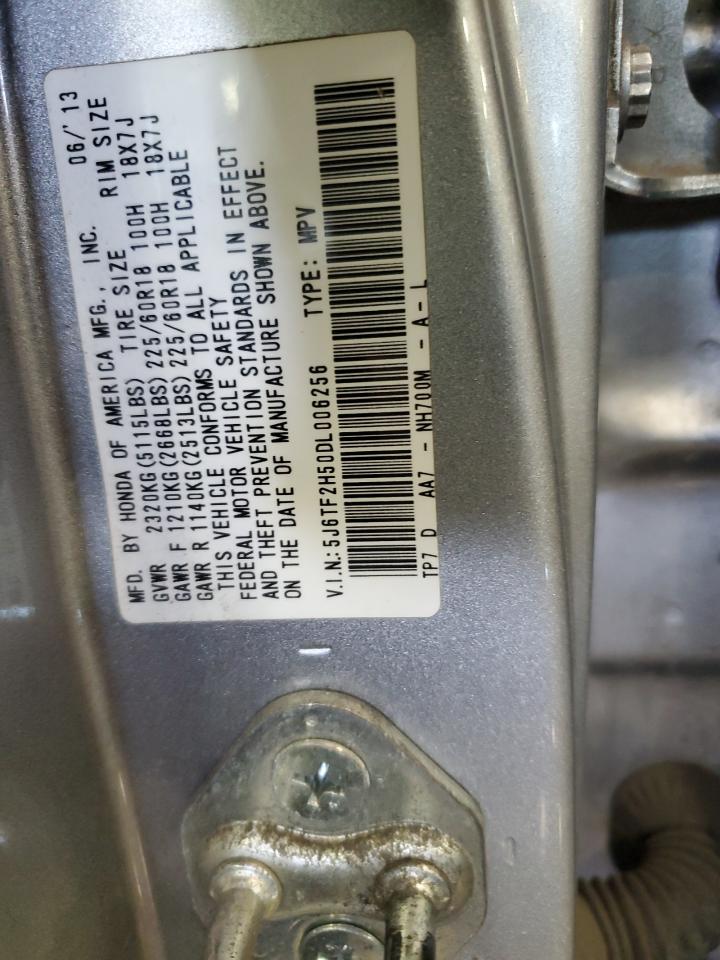 MFD. BY HONDA OF AMERICA MFG., INC. 06/'13
GVWR 2320KG(5115LBS) TIRE SIZE RIM SIZE
GAWR F 1210KG(2668LBS) 225/60R18 100H 18X7J
GAWR R 1140KG(2513LBS) 225/60R18 100H 18X7J
THIS VEHICLE CONFORMS TO ALL APPLICABLE
FEDERAL MOTOR VEHICLE SAFETY
AND THEFT PREVENTION STANDARDS IN EFFECT
ON THE DATE OF MANUFACTURE SHOWN ABOVE.
V.I.N.:5J6TF2H50DL006256 TYPE: MPV
TP7 D AA7 - NH700M - A - L